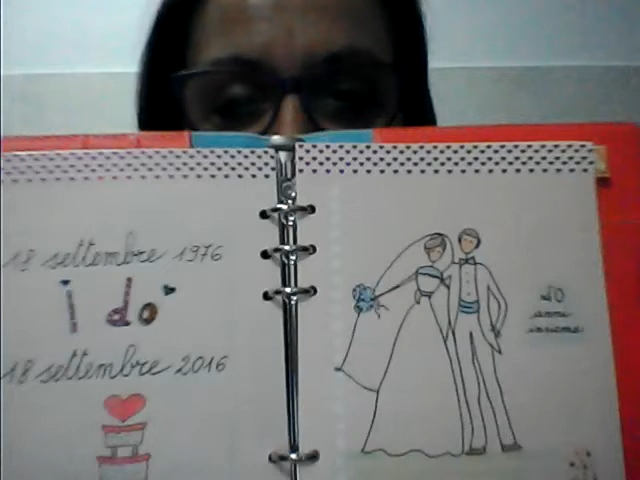 18 settembre 1976
i do
18 settembre 2016
40
anni
insieme